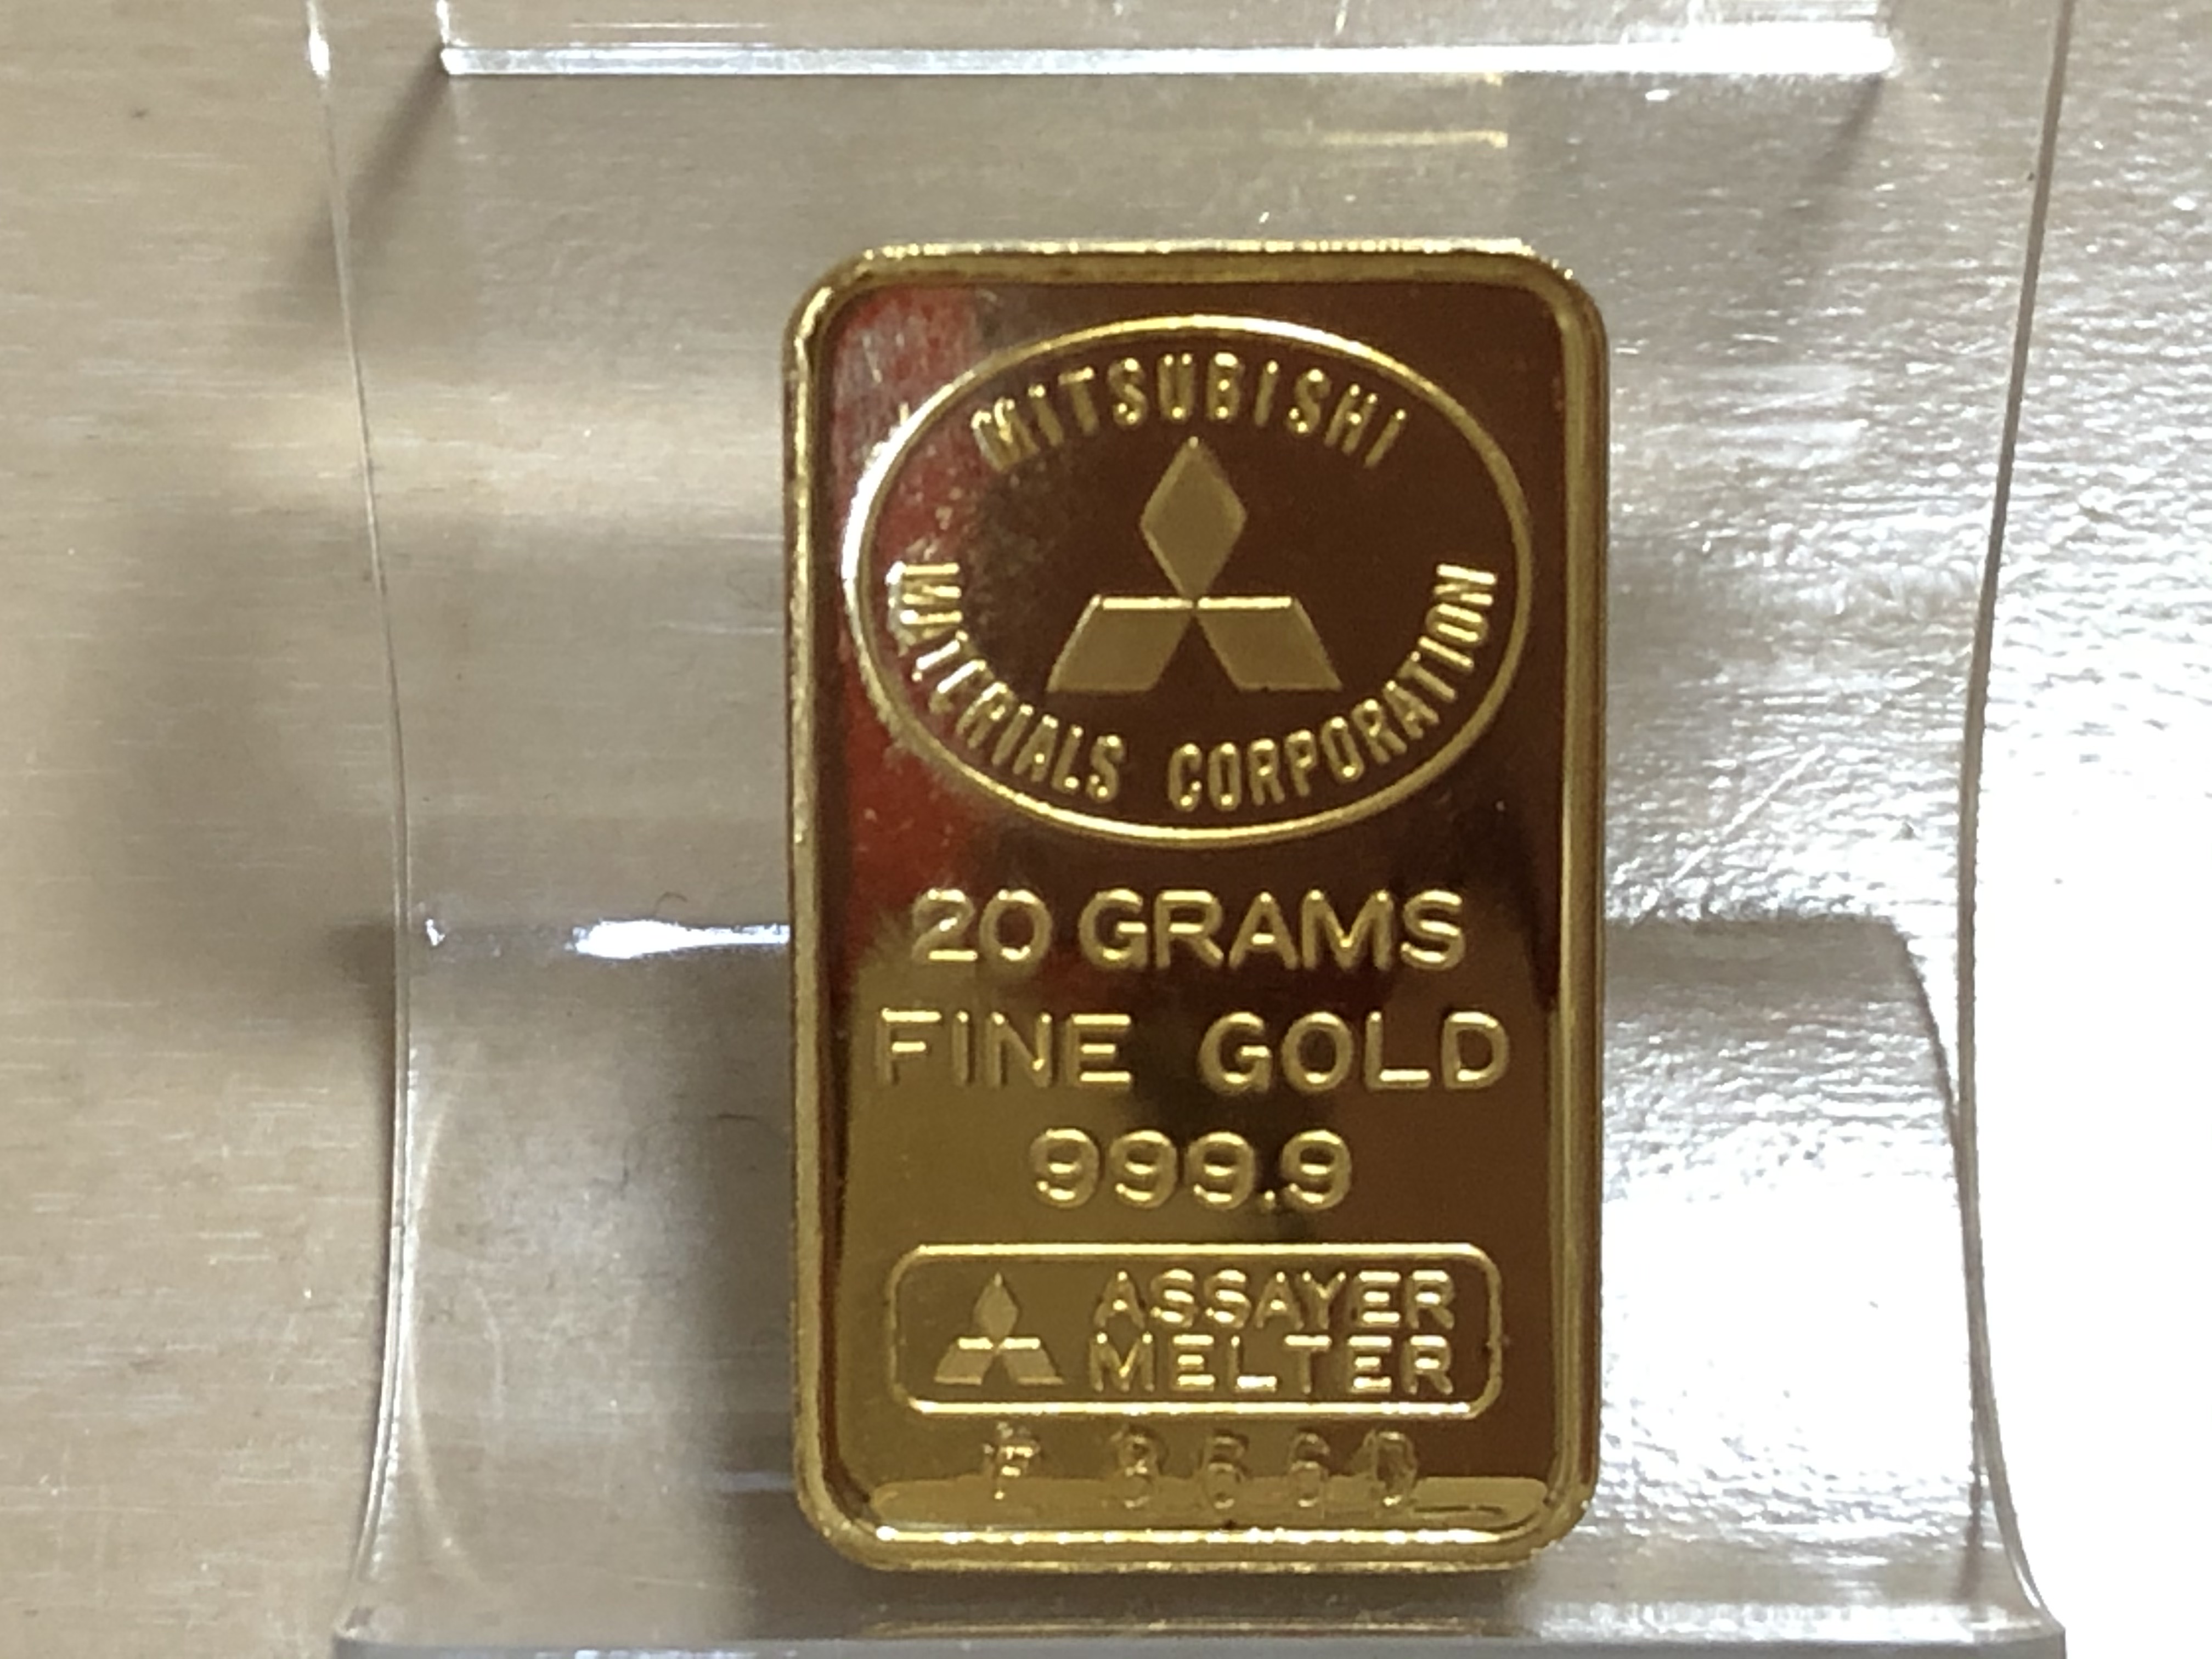 MITSUBISHI
MATERIALS CORPORATION
20 GRAMS
FINE GOLD
999.9
ASSAYER
MELTER